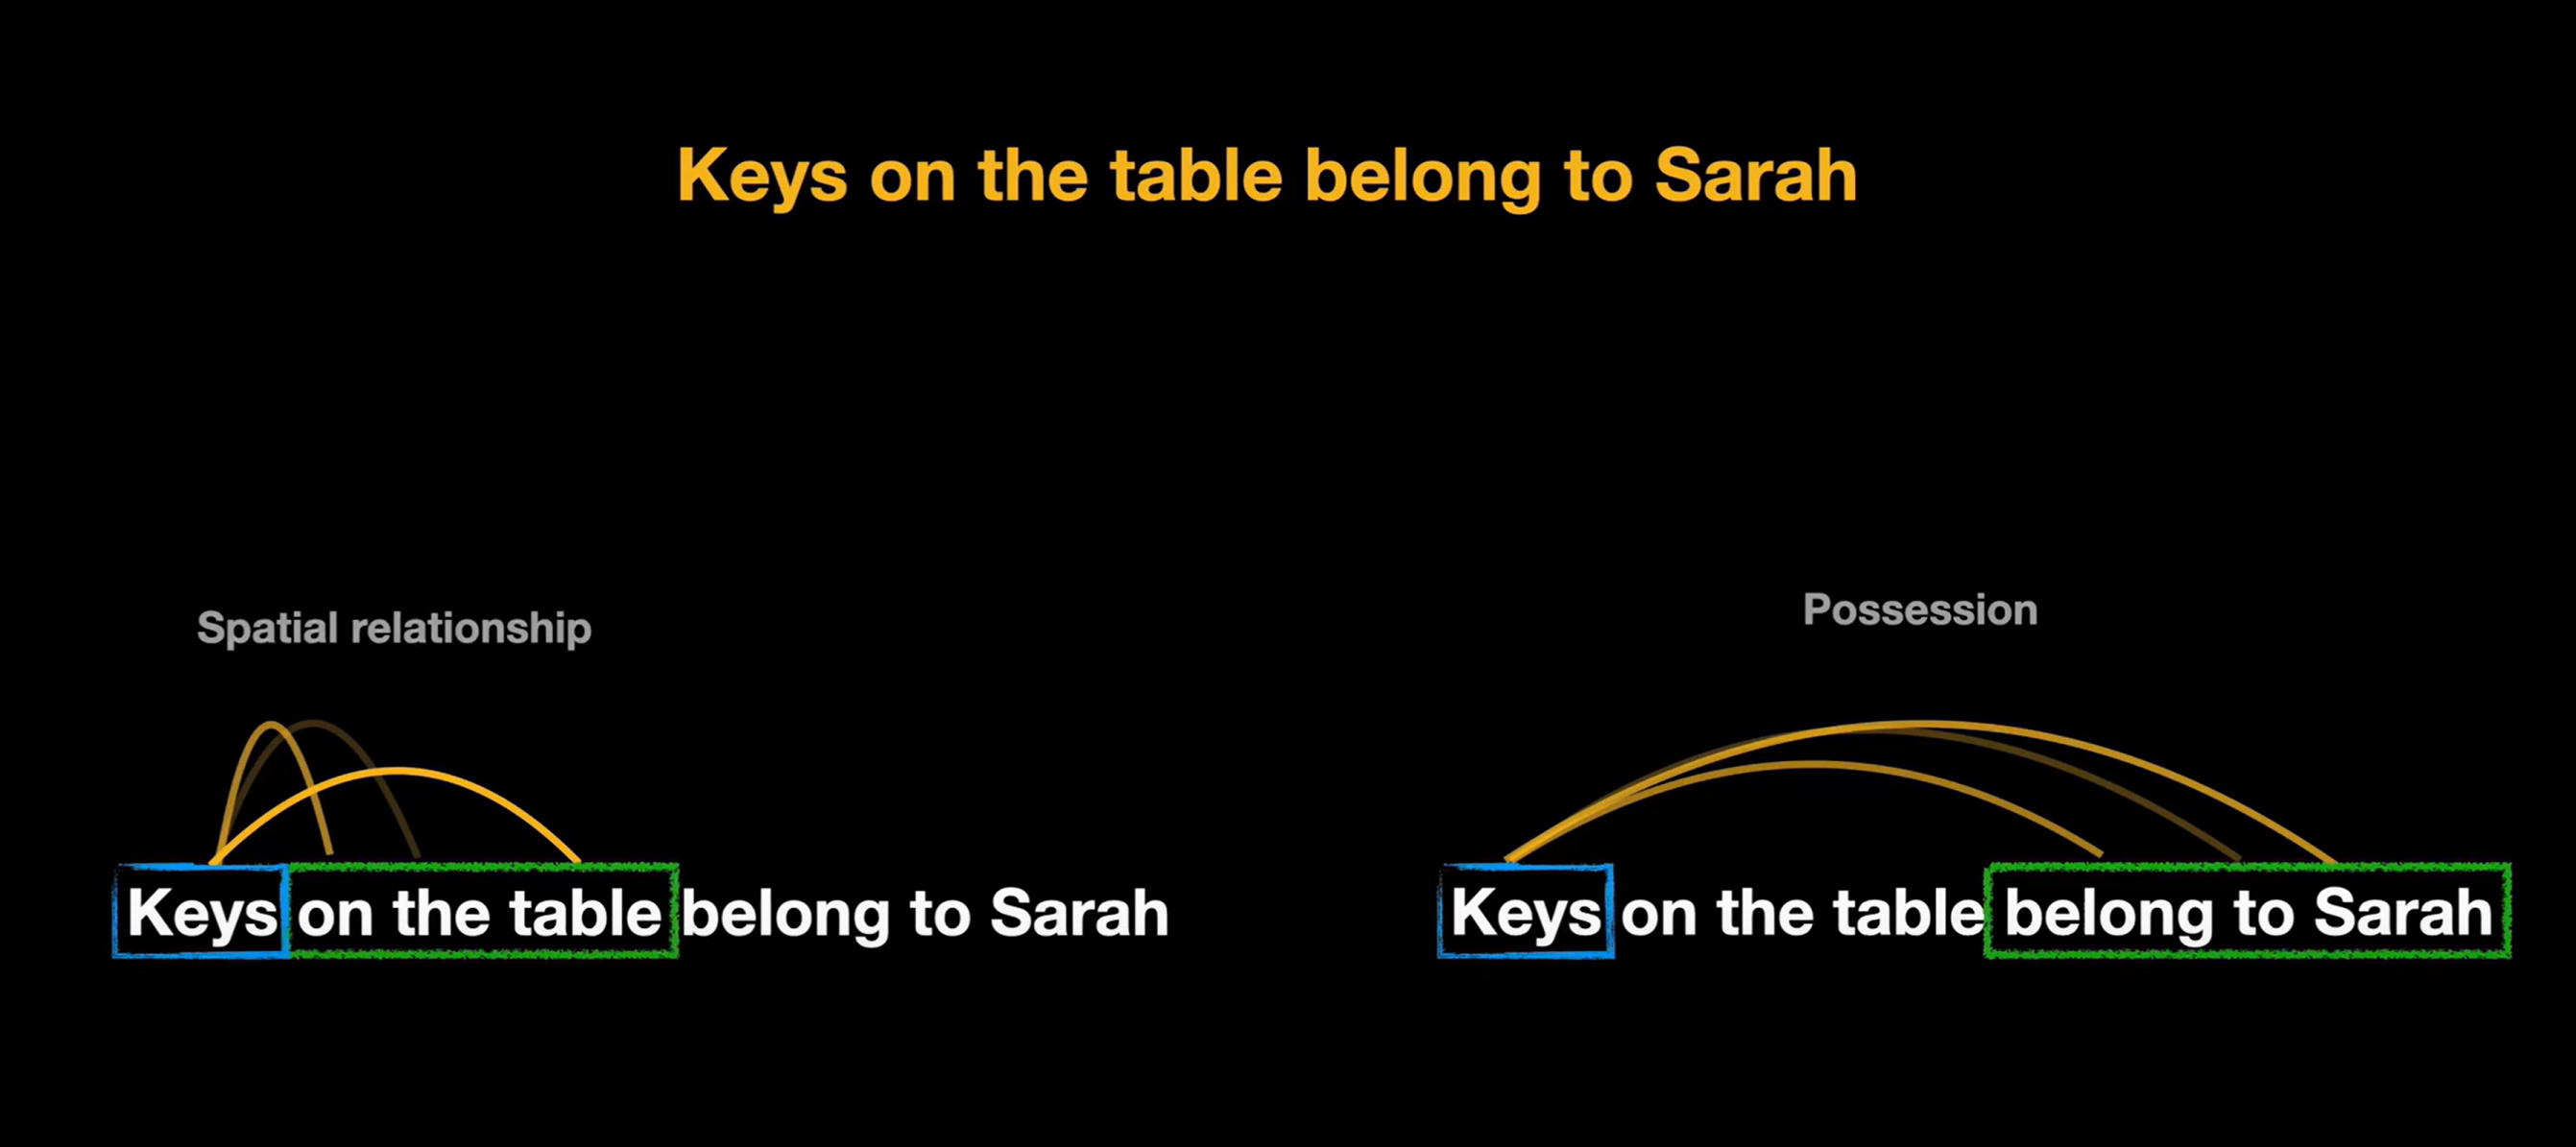 Keys on the table belong to Sarah
Spatial relationship
Possession
Keys on the table belong to Sarah
Keys on the table belong to Sarah